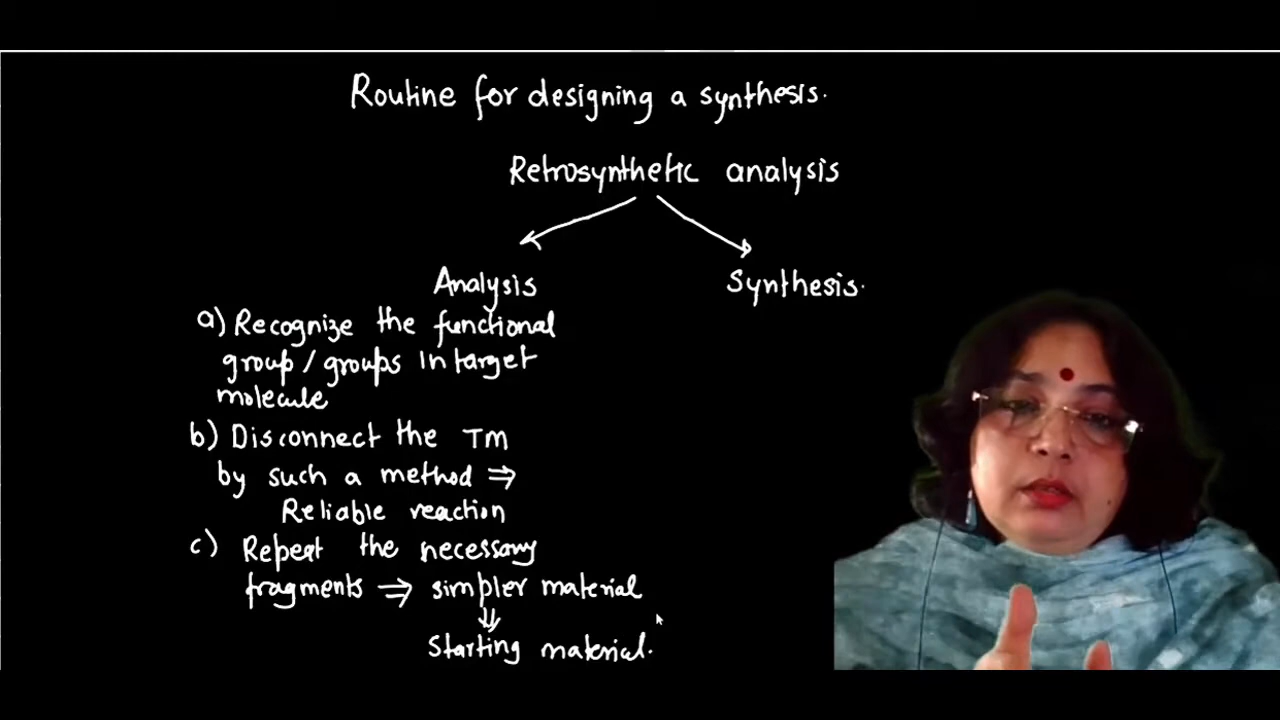 Routine for designing a synthesis.
Retrosynthetic analysis
Analysis
Synthesis.
a) Recognize the functional
group / groups in target
molecule
b) Disconnect the TM
by such a method ⇒
Reliable reaction
c) Repeat the necessary
fragments ⇒ simpler material
⇓
Starting material.